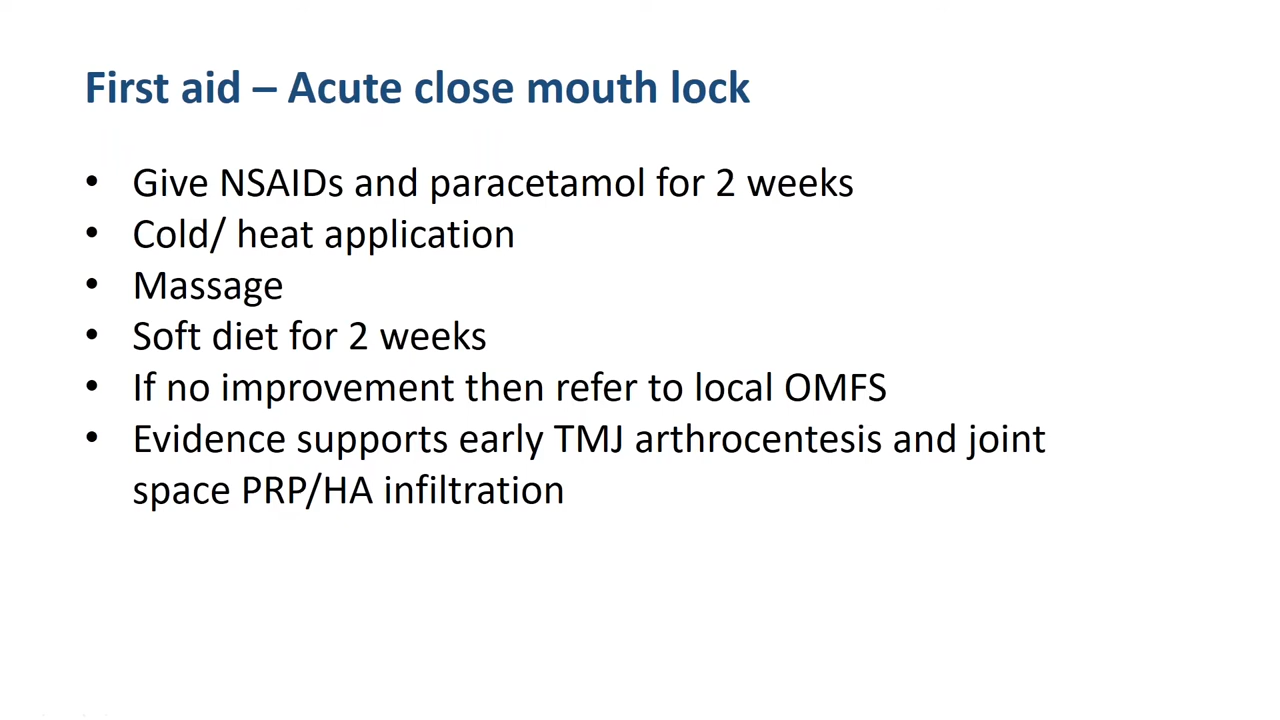 First aid – Acute close mouth lock
• Give NSAIDs and paracetamol for 2 weeks
• Cold/ heat application
• Massage
• Soft diet for 2 weeks
• If no improvement then refer to local OMFS
• Evidence supports early TMJ arthrocentesis and joint
space PRP/HA infiltration